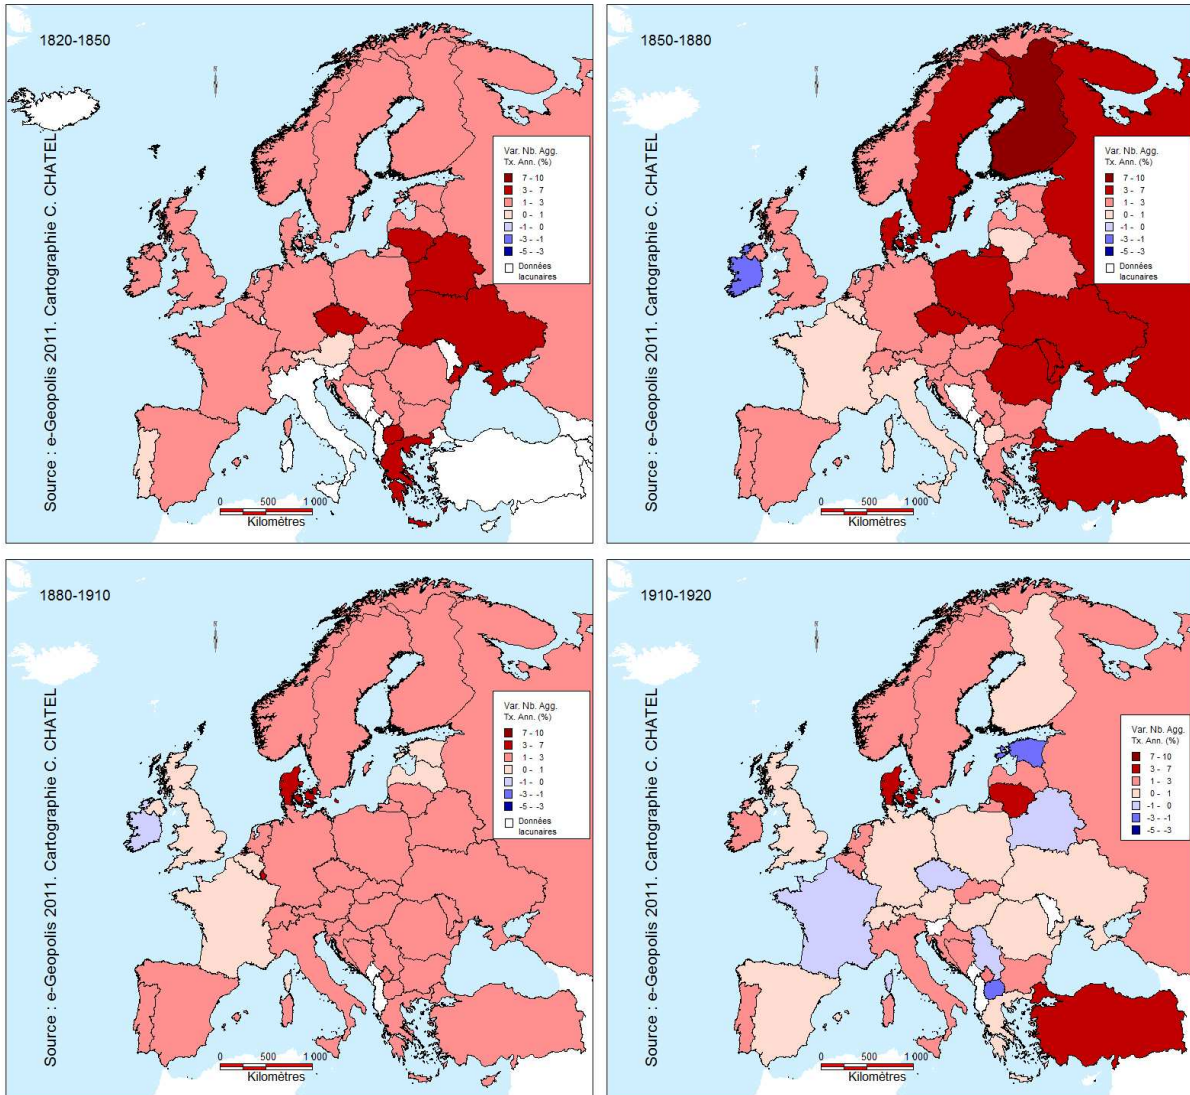 1820-1850
N
Source : e-Geopolis 2011. Cartographie C. CHATEL
Var. Nb. Agg.
Tx. Ann. (%)
7 - 10
3 - 7
1 - 3
0 - 1
-1 - 0
-3 - -1
-5 - -3
Données
lacunaires
0 500 1 000
Kilomètres
1850-1880
N
Source : e-Geopolis 2011. Cartographie C. CHATEL
Var. Nb. Agg.
Tx. Ann. (%)
7 - 10
3 - 7
1 - 3
0 - 1
-1 - 0
-3 - -1
-5 - -3
Données
lacunaires
0 500 1 000
Kilomètres
1880-1910
N
Source : e-Geopolis 2011. Cartographie C. CHATEL
Var. Nb. Agg.
Tx. Ann. (%)
7 - 10
3 - 7
1 - 3
0 - 1
-1 - 0
-3 - -1
-5 - -3
Données
lacunaires
0 500 1 000
Kilomètres
1910-1920
N
Source : e-Geopolis 2011. Cartographie C. CHATEL
Var. Nb. Agg.
Tx. Ann. (%)
7 - 10
3 - 7
1 - 3
0 - 1
-1 - 0
-3 - -1
-5 - -3
0 500 1 000
Kilomètres